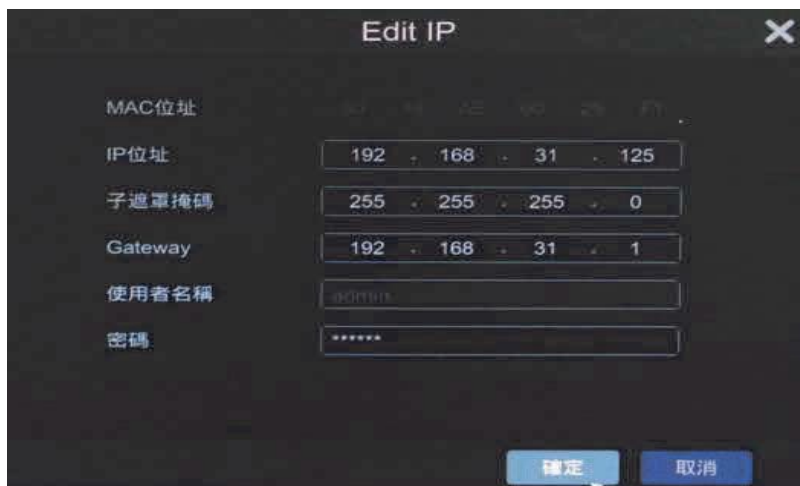 Edit IP
MAC位址
IP位址 192 . 168 . 31 . 125
子遮罩掩碼 255 . 255 . 255 . 0
Gateway 192 . 168 . 31 . 1
使用者名稱 admin
密碼 ******
確定 取消